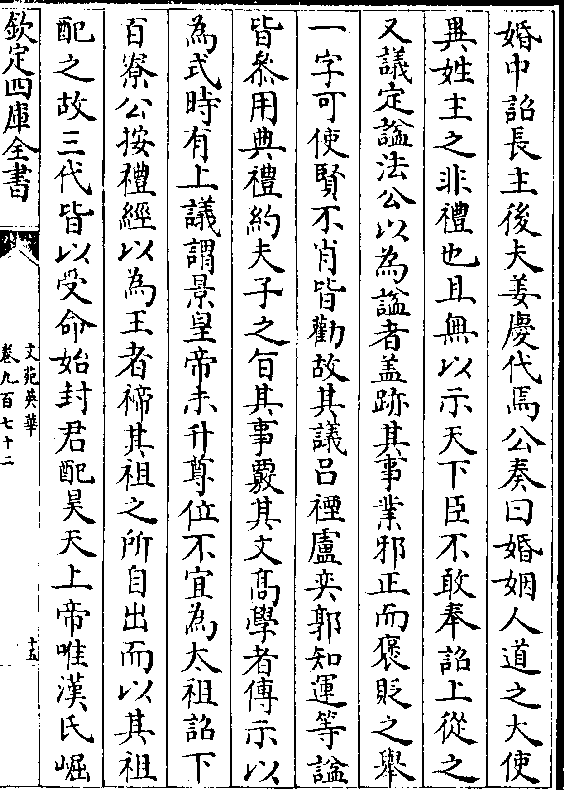 婚中詔長主後夫姜慶代焉公奏曰婚姻人道之大使
異姓主之非禮也且無以示天下臣不敢奉詔上從之
又議定諡法公以為諡者盖跡其事業邪正而褒貶之舉
一字可使賢不肖皆勸故其議吕禋盧奕郭知運等諡
皆叅用典禮約夫子之旨其事覈其文髙學者傳示以
為式時有上議謂景皇帝未升尊位不宜為太祖詔下
百寮公按禮經以為王者禘其祖之所自出而以其祖
配之故三代皆以受命始封君配昊天上帝唯漢氏崛
欽定四庫全書
文苑英華
卷九百七十二
十五